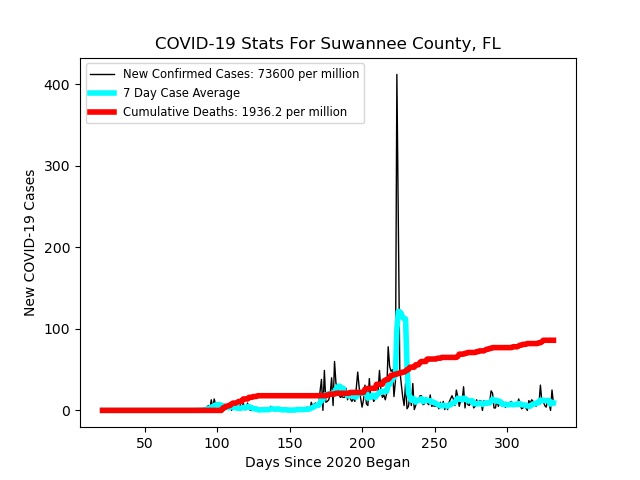 COVID-19 Stats For Suwannee County, FL
New Confirmed Cases: 73600 per million
7 Day Case Average
Cumulative Deaths: 1936.2 per million
New COVID-19 Cases
400
300
200
100
0
50
100
150
200
250
300
Days Since 2020 Began